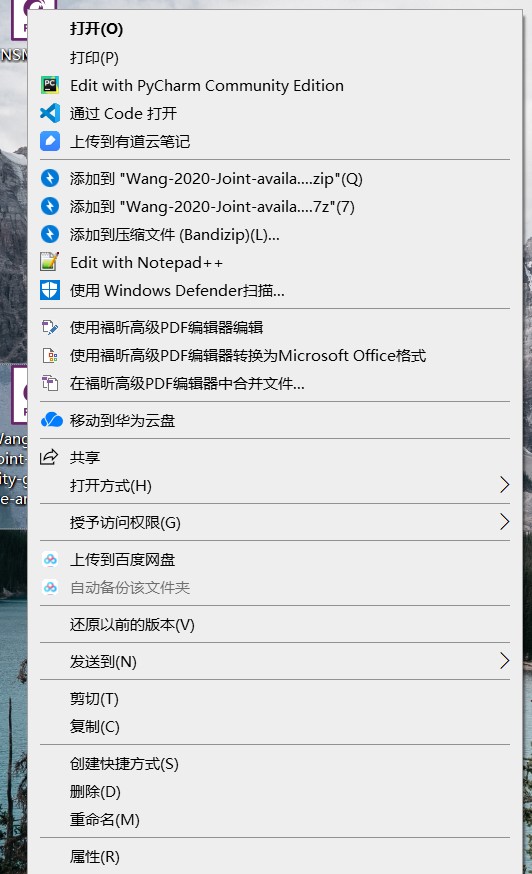 NSM
打开(O)
打印(P)
Edit with PyCharm Community Edition
通过 Code 打开
上传到有道云笔记
添加到 "Wang-2020-Joint-availa....zip"(Q)
添加到 "Wang-2020-Joint-availa....7z"(7)
添加到压缩文件 (Bandizip)(L)...
Edit with Notepad++
使用 Windows Defender扫描...
使用福昕高级PDF编辑器编辑
使用福昕高级PDF编辑器转换为Microsoft Office格式
在福昕高级PDF编辑器中合并文件...
移动到华为云盘
共享
打开方式(H)
授予访问权限(G)
上传到百度网盘
自动备份该文件夹
还原以前的版本(V)
发送到(N)
剪切(T)
复制(C)
创建快捷方式(S)
删除(D)
重命名(M)
属性(R)